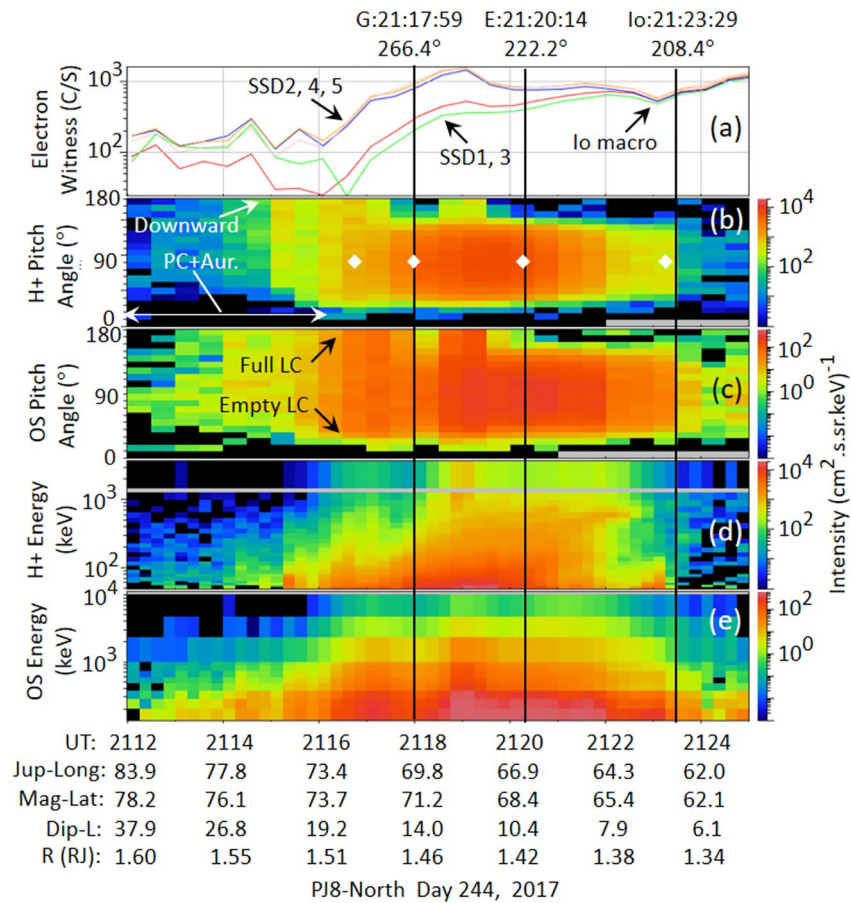 G:21:17:59 E:21:20:14 Io:21:23:29
266.4° 222.2° 208.4°
Electron
Witness (C/S)
10³
10²
SSD2, 4, 5
SSD1, 3
Io macro
(a)
H+ Pitch
Angle (°)
180
90
0
Downward
PC+Aur.
(b)
10⁴
10²
10⁰
OS Pitch
Angle (°)
180
90
0
Full LC
Empty LC
(c)
10²
10⁰
H+ Energy
(keV)
10³
10²
(d)
10⁴
10²
10⁰
OS Energy
(keV)
10⁴
10³
(e)
10²
10⁰
Intensity (cm².s.sr.keV)⁻¹
UT: 2112 2114 2116 2118 2120 2122 2124
Jup-Long: 83.9 77.8 73.4 69.8 66.9 64.3 62.0
Mag-Lat: 78.2 76.1 73.7 71.2 68.4 65.4 62.1
Dip-L: 37.9 26.8 19.2 14.0 10.4 7.9 6.1
R (RJ): 1.60 1.55 1.51 1.46 1.42 1.38 1.34
PJ8-North Day 244, 2017